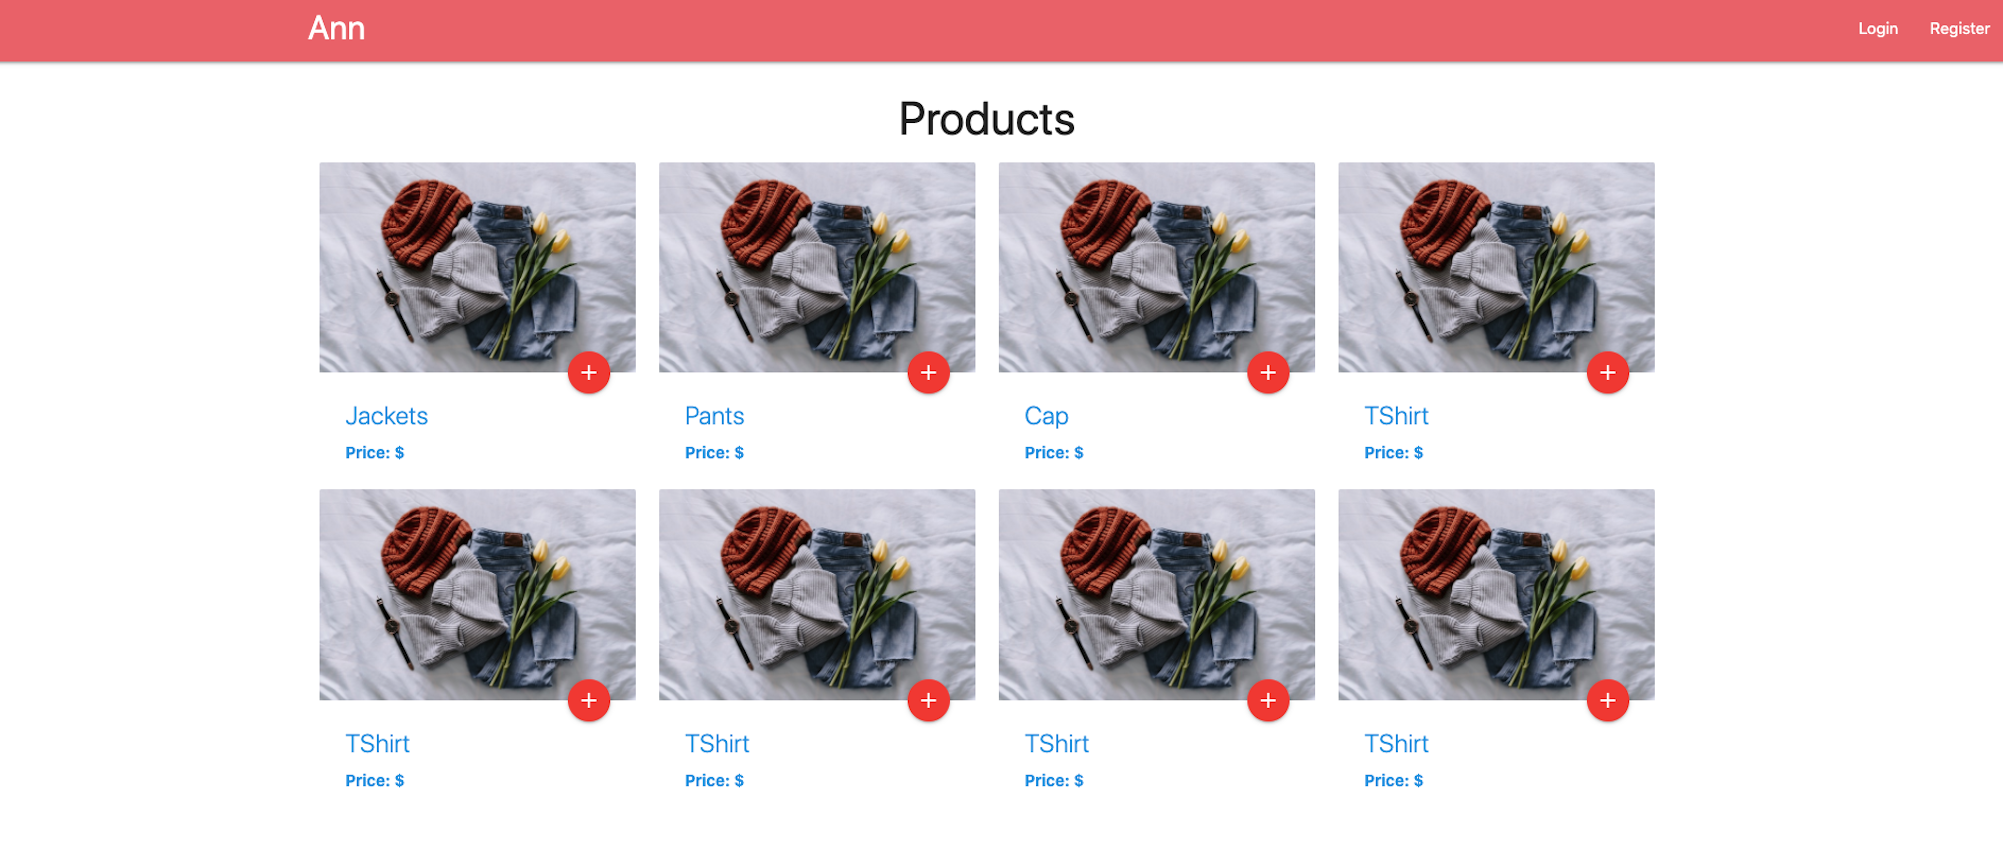 Ann Login Register
Products
Jackets Pants Cap TShirt
Price: $ Price: $ Price: $ Price: $
TShirt TShirt TShirt TShirt
Price: $ Price: $ Price: $ Price: $